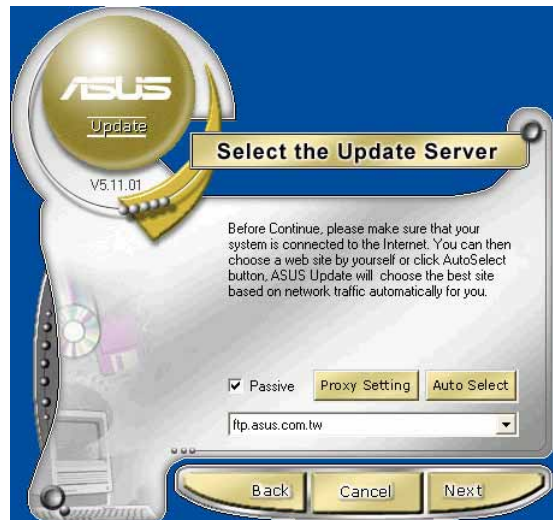 ASUS
Update
V5.11.01
Select the Update Server
Before Continue, please make sure that your
system is connected to the Internet. You can then
choose a web site by yourself or click AutoSelect
button, ASUS Update will choose the best site
based on network traffic automatically for you.
Passive Proxy Setting Auto Select
ftp.asus.com.tw
Back Cancel Next